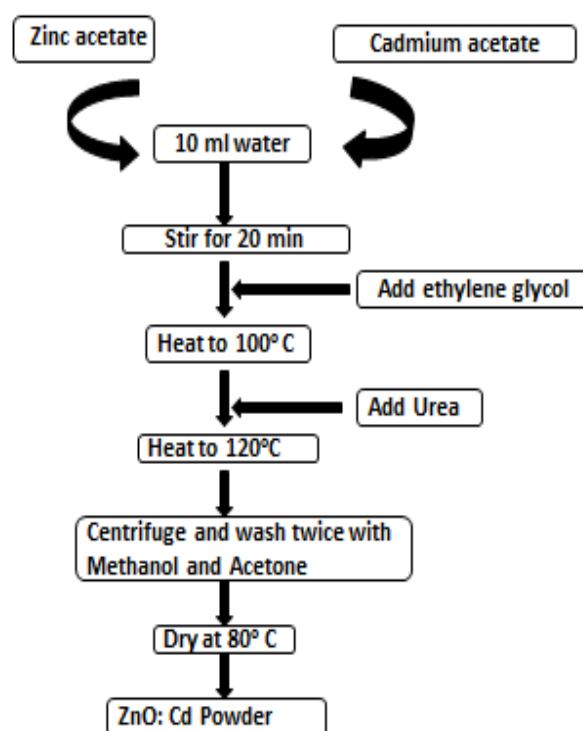 Zinc acetate
Cadmium acetate
10 ml water
Stir for 20 min
Add ethylene glycol
Heat to 100° C
Add Urea
Heat to 120°C
Centrifuge and wash twice with
Methanol and Acetone
Dry at 80° C
ZnO: Cd Powder